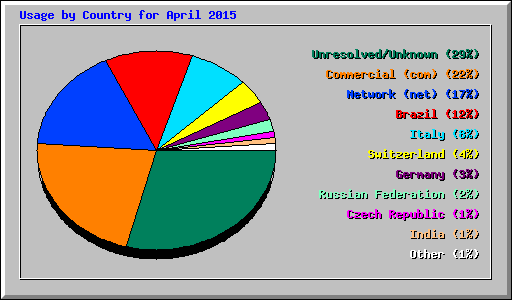 Usage by Country for April 2015
Unresolved/Unknown (29%)
Commercial (com) (22%)
Network (net) (17%)
Brazil (12%)
Italy (8%)
Switzerland (4%)
Germany (3%)
Russian Federation (2%)
Czech Republic (1%)
India (1%)
Other (1%)